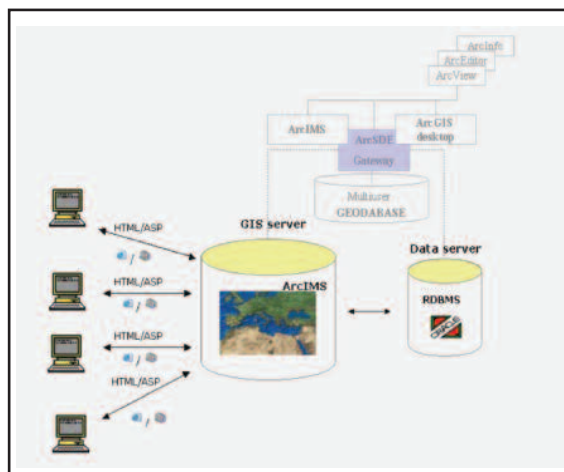 ArcInfo
ArcEditor
ArcView
ArcIMS
ArcGIS
desktop
ArcSDE
Gateway
Multiuser
GEODABASE
GIS server
Data server
HTML/ASP
/
ArcIMS
RDBMS
ORACLE
HTML/ASP
/
HTML/ASP
/
HTML/ASP
/